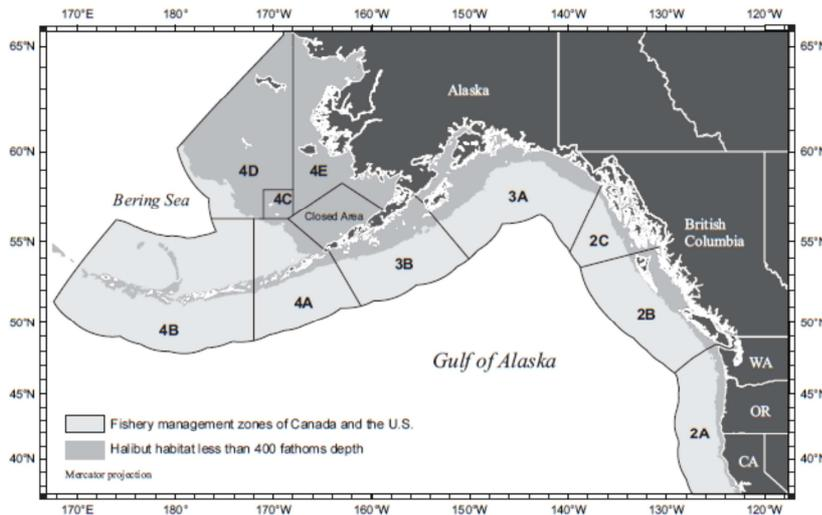 170°E 180° 170°W 160°W 150°W 140°W 130°W 120°W
65°N 65°N
Alaska
60°N 60°N
4D 4E
Bering Sea
4C
3A
Closed Area
British
Columbia
55°N 55°N
2C
3B
4A
2B
50°N 50°N
4B
Gulf of Alaska
WA
45°N 45°N
OR
Fishery management zones of Canada and the U.S.
2A
Halibut habitat less than 400 fathoms depth
40°N 40°N
CA
Mercator projection
170°E 180° 170°W 160°W 150°W 140°W 130°W 120°W